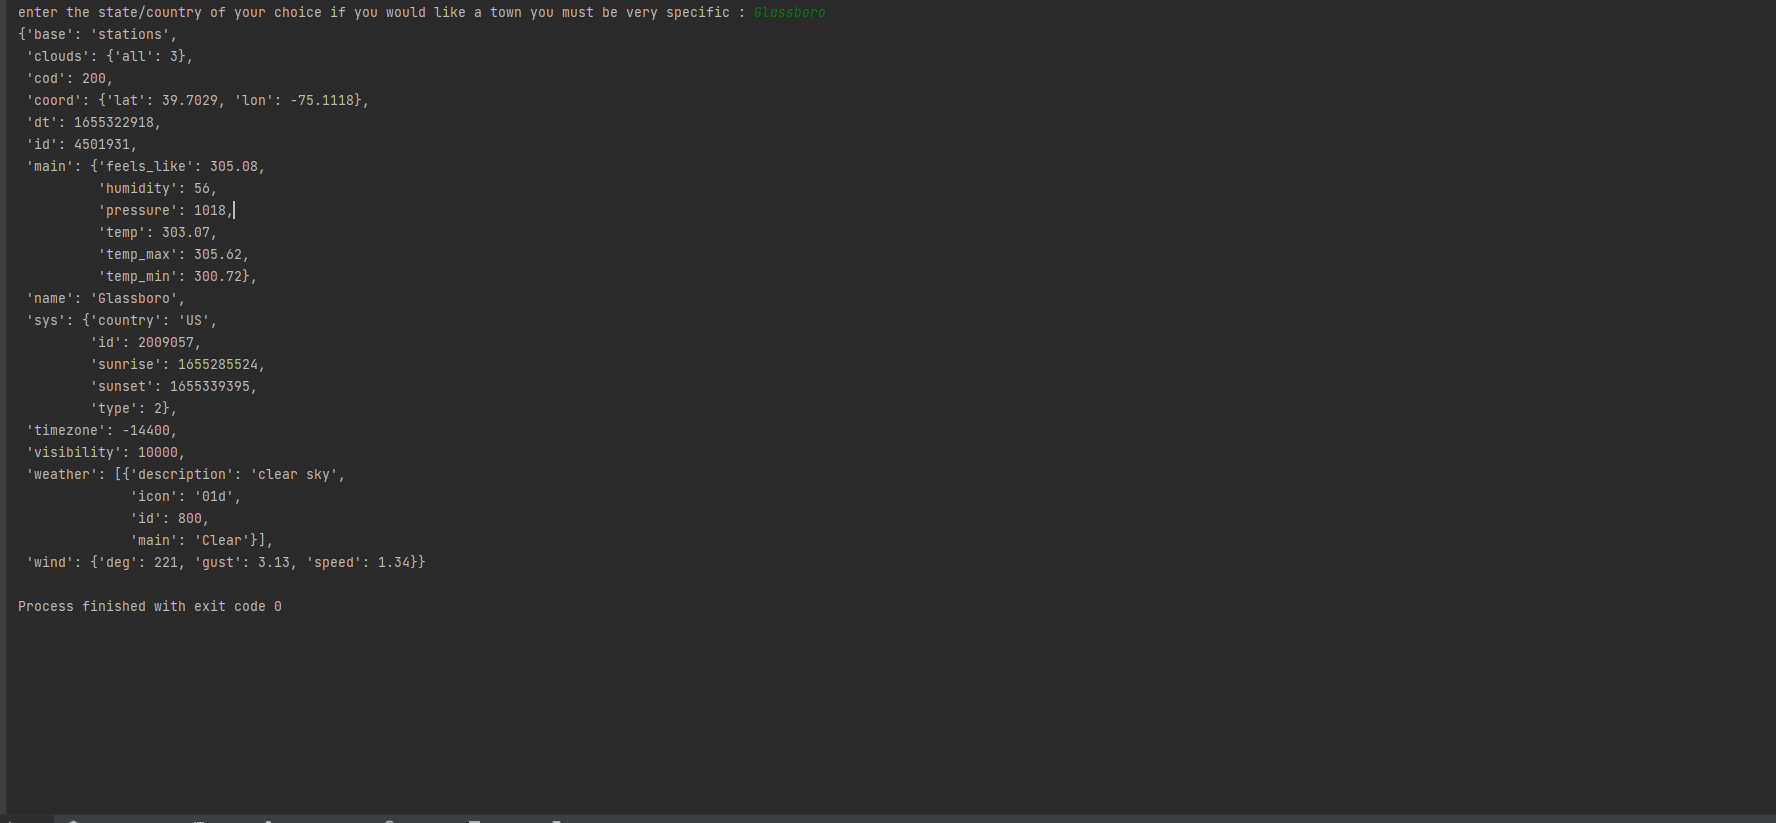 enter the state/country of your choice if you would like a town you must be very specific : Glassboro
{'base': 'stations',
 'clouds': {'all': 3},
 'cod': 200,
 'coord': {'lat': 39.7029, 'lon': -75.1118},
 'dt': 1655322918,
 'id': 4501931,
 'main': {'feels_like': 305.08,
          'humidity': 56,
          'pressure': 1018,
          'temp': 303.07,
          'temp_max': 305.62,
          'temp_min': 300.72},
 'name': 'Glassboro',
 'sys': {'country': 'US',
         'id': 2009057,
         'sunrise': 1655285524,
         'sunset': 1655339395,
         'type': 2},
 'timezone': -14400,
 'visibility': 10000,
 'weather': [{'description': 'clear sky',
              'icon': '01d',
              'id': 800,
              'main': 'Clear'}],
 'wind': {'deg': 221, 'gust': 3.13, 'speed': 1.34}}
Process finished with exit code 0